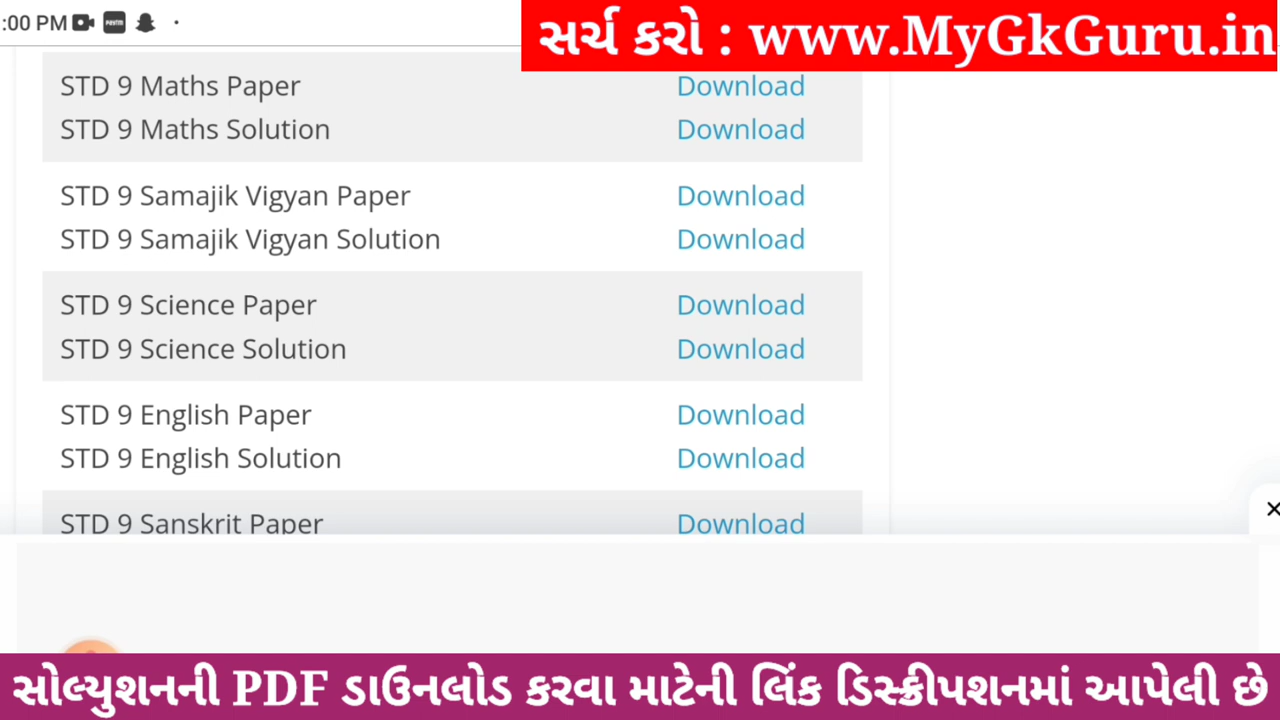 :00 PM
સર્ચ કરો : www.MyGkGuru.in
STD 9 Maths Paper Download
STD 9 Maths Solution Download
STD 9 Samajik Vigyan Paper Download
STD 9 Samajik Vigyan Solution Download
STD 9 Science Paper Download
STD 9 Science Solution Download
STD 9 English Paper Download
STD 9 English Solution Download
STD 9 Sanskrit Paper Download
સોલ્યુશનની PDF ડાઉનલોડ કરવા માટેની લિંક ડિસ્ક્રીપશનમાં આપેલી છે